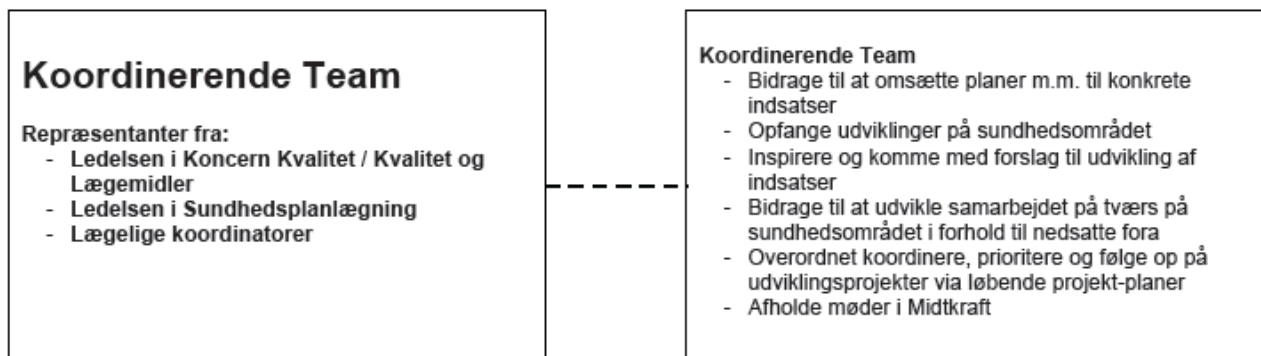 Koordinerende Team
Repræsentanter fra:
- Ledelsen i Koncern Kvalitet / Kvalitet og
Lægemidler
- Ledelsen i Sundhedsplanlægning
- Lægelige koordinatorer
Koordinerende Team
- Bidrage til at omsætte planer m.m. til konkrete
indsatser
- Opfange udviklinger på sundhedsområdet
- Inspirere og komme med forslag til udvikling af
indsatser
- Bidrage til at udvikle samarbejdet på tværs på
sundhedsområdet i forhold til nedsatte fora
- Overordnet koordinere, prioritere og følge op på
udviklingsprojekter via løbende projekt-planer
- Afholde møder i Midtkraft